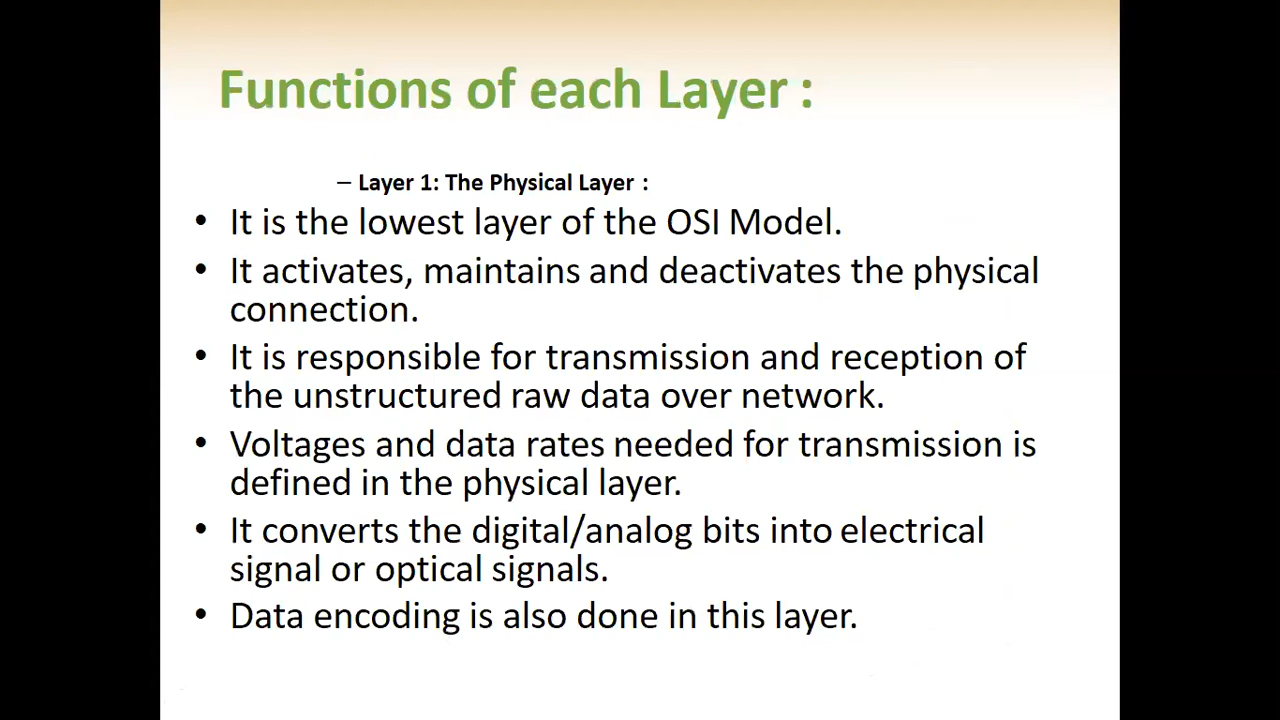 Functions of each Layer :
– Layer 1: The Physical Layer :
• It is the lowest layer of the OSI Model.
• It activates, maintains and deactivates the physical
connection.
• It is responsible for transmission and reception of
the unstructured raw data over network.
• Voltages and data rates needed for transmission is
defined in the physical layer.
• It converts the digital/analog bits into electrical
signal or optical signals.
• Data encoding is also done in this layer.